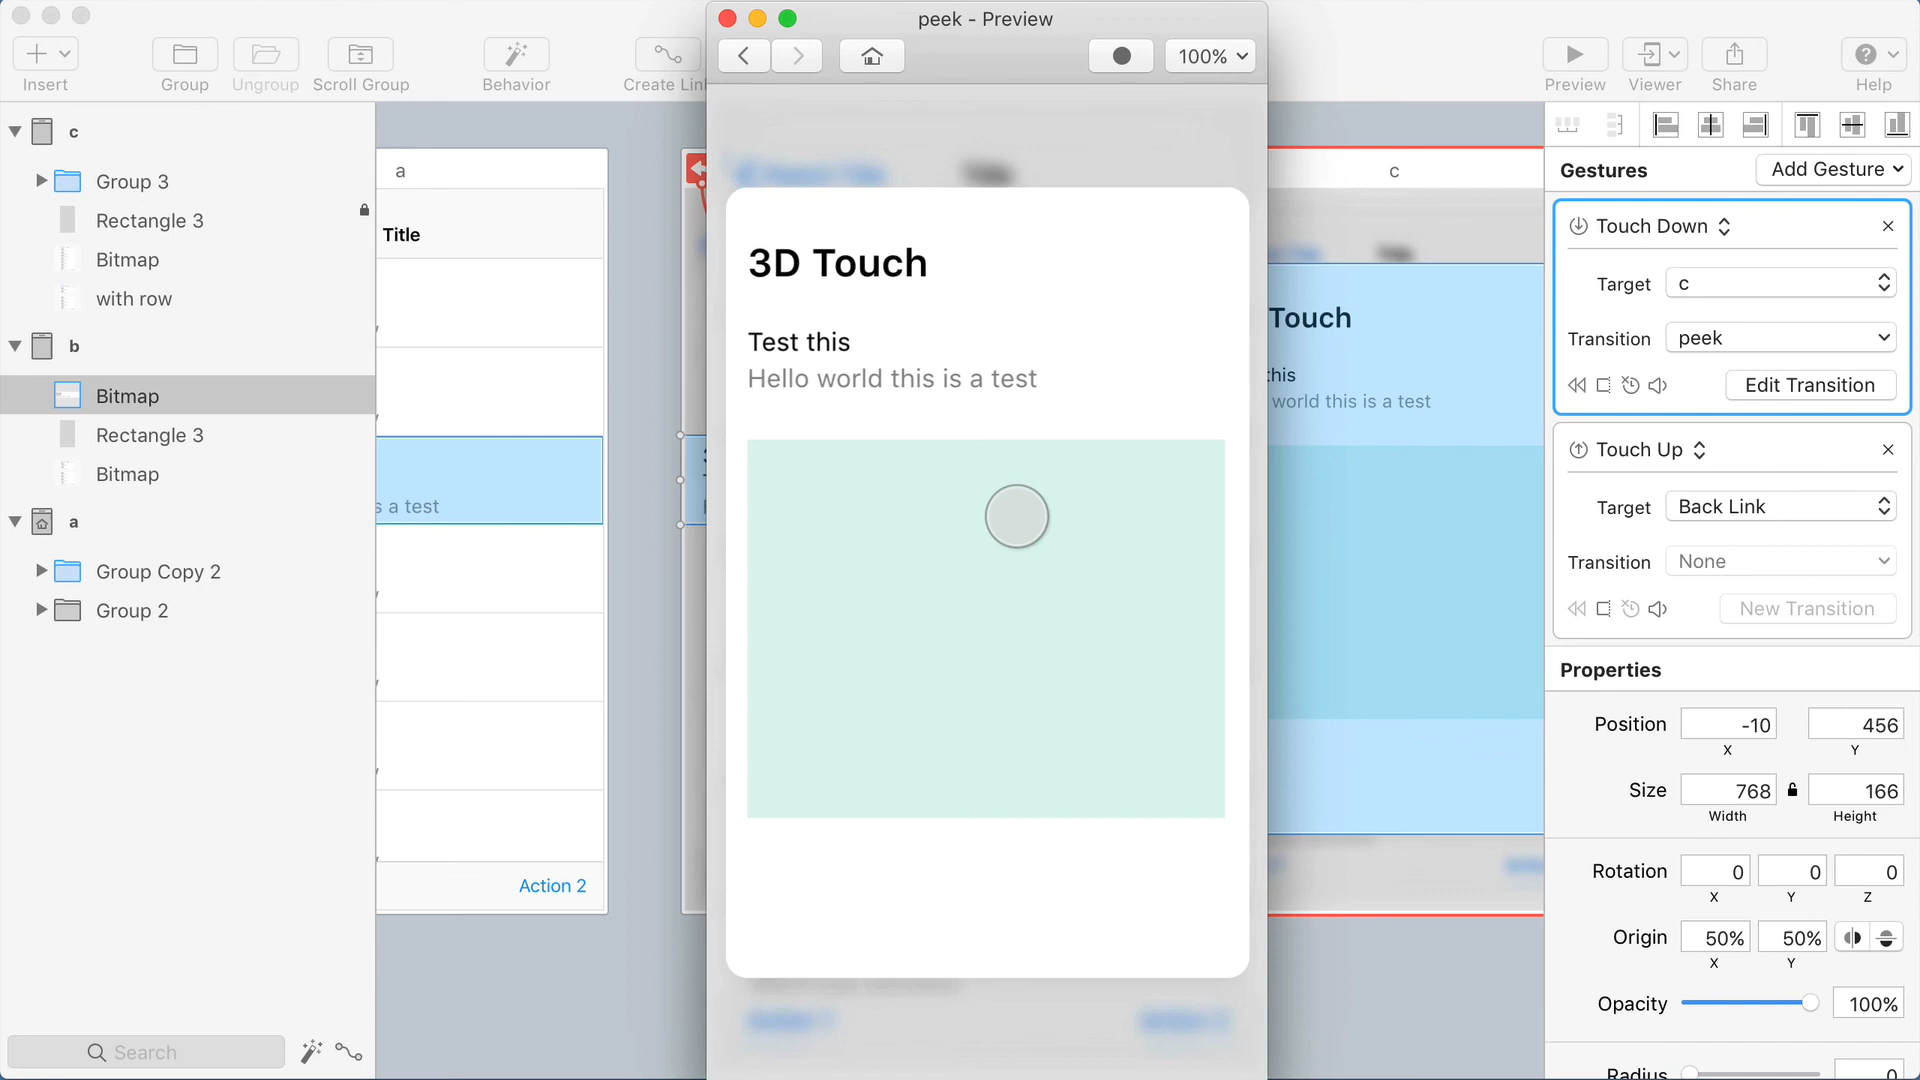 peek - Preview
100%
Insert
Group
Ungroup
Scroll Group
Behavior
Create Lin
Preview
Viewer
Share
Help
c
Group 3
Rectangle 3
Bitmap
with row
b
Bitmap
Rectangle 3
Bitmap
a
Group Copy 2
Group 2
Search
a
Title
s a test
Action 2
3D Touch
Test this
Hello world this is a test
c
Touch
this
world this is a test
Gestures
Add Gesture
Touch Down
Target
c
Transition
peek
Edit Transition
Touch Up
Target
Back Link
Transition
None
New Transition
Properties
Position
-10
456
X
Y
Size
768
166
Width
Height
Rotation
0
0
0
X
Y
Z
Origin
50%
50%
X
Y
Opacity
100%
Radius
0